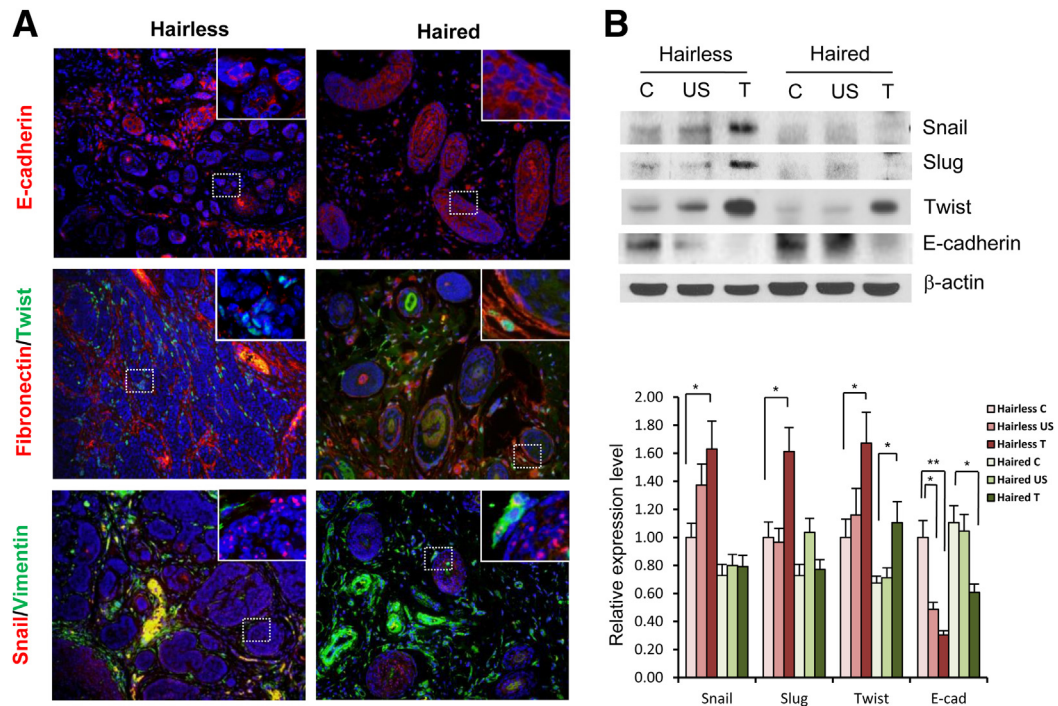 A
Hairless
Haired
E-cadherin
Fibronectin/Twist
Snail/Vimentin
B
Hairless
Haired
C US T C US T
Snail
Slug
Twist
E-cadherin
β-actin
Relative expression level
2.00
1.80
1.60
1.40
1.20
1.00
0.80
0.60
0.40
0.20
0.00
*
*
*
*
**
*
*
Snail Slug Twist E-cad
Hairless C
Hairless US
Hairless T
Haired C
Haired US
Haired T